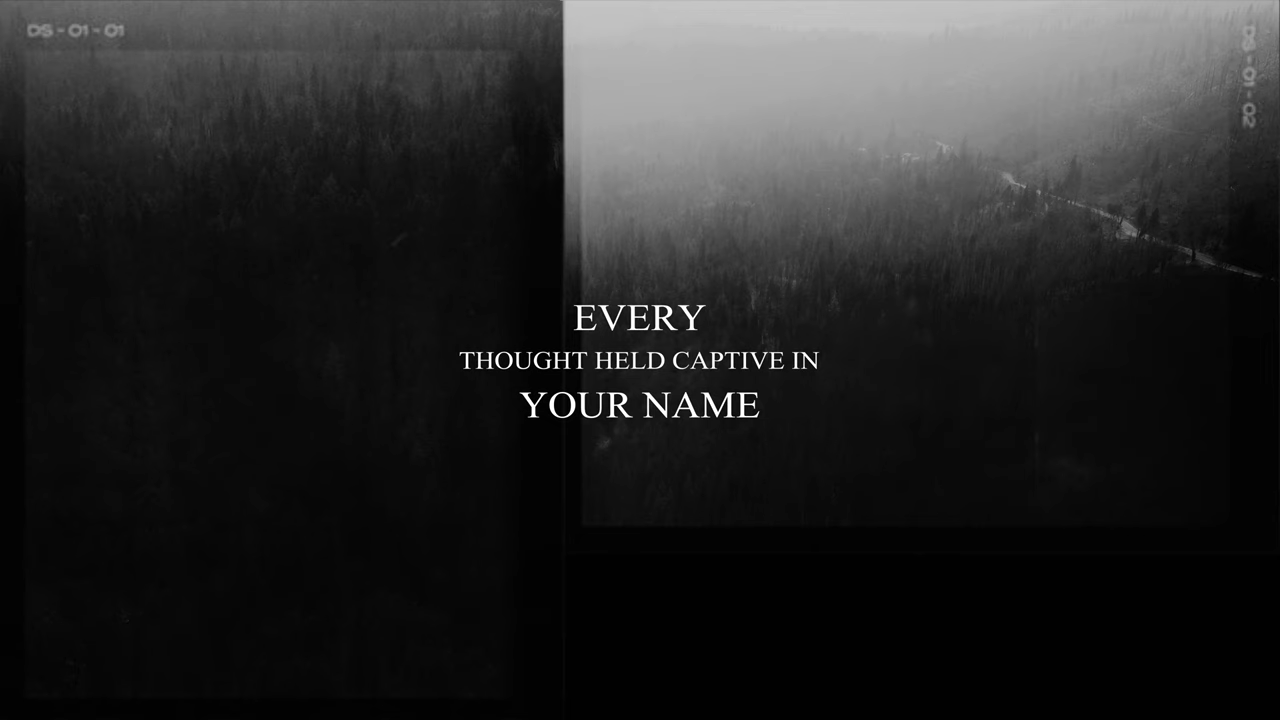 DS - 01 - 01
DS - 01 - 02
EVERY
THOUGHT HELD CAPTIVE IN
YOUR NAME